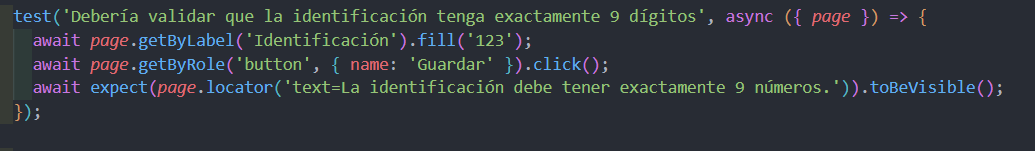 test('Debería validar que la identificación tenga exactamente 9 dígitos', async ({ page }) => {
  await page.getByLabel('Identificación').fill('123');
  await page.getByRole('button', { name: 'Guardar' }).click();
  await expect(page.locator('text=La identificación debe tener exactamente 9 números.')).toBeVisible();
});